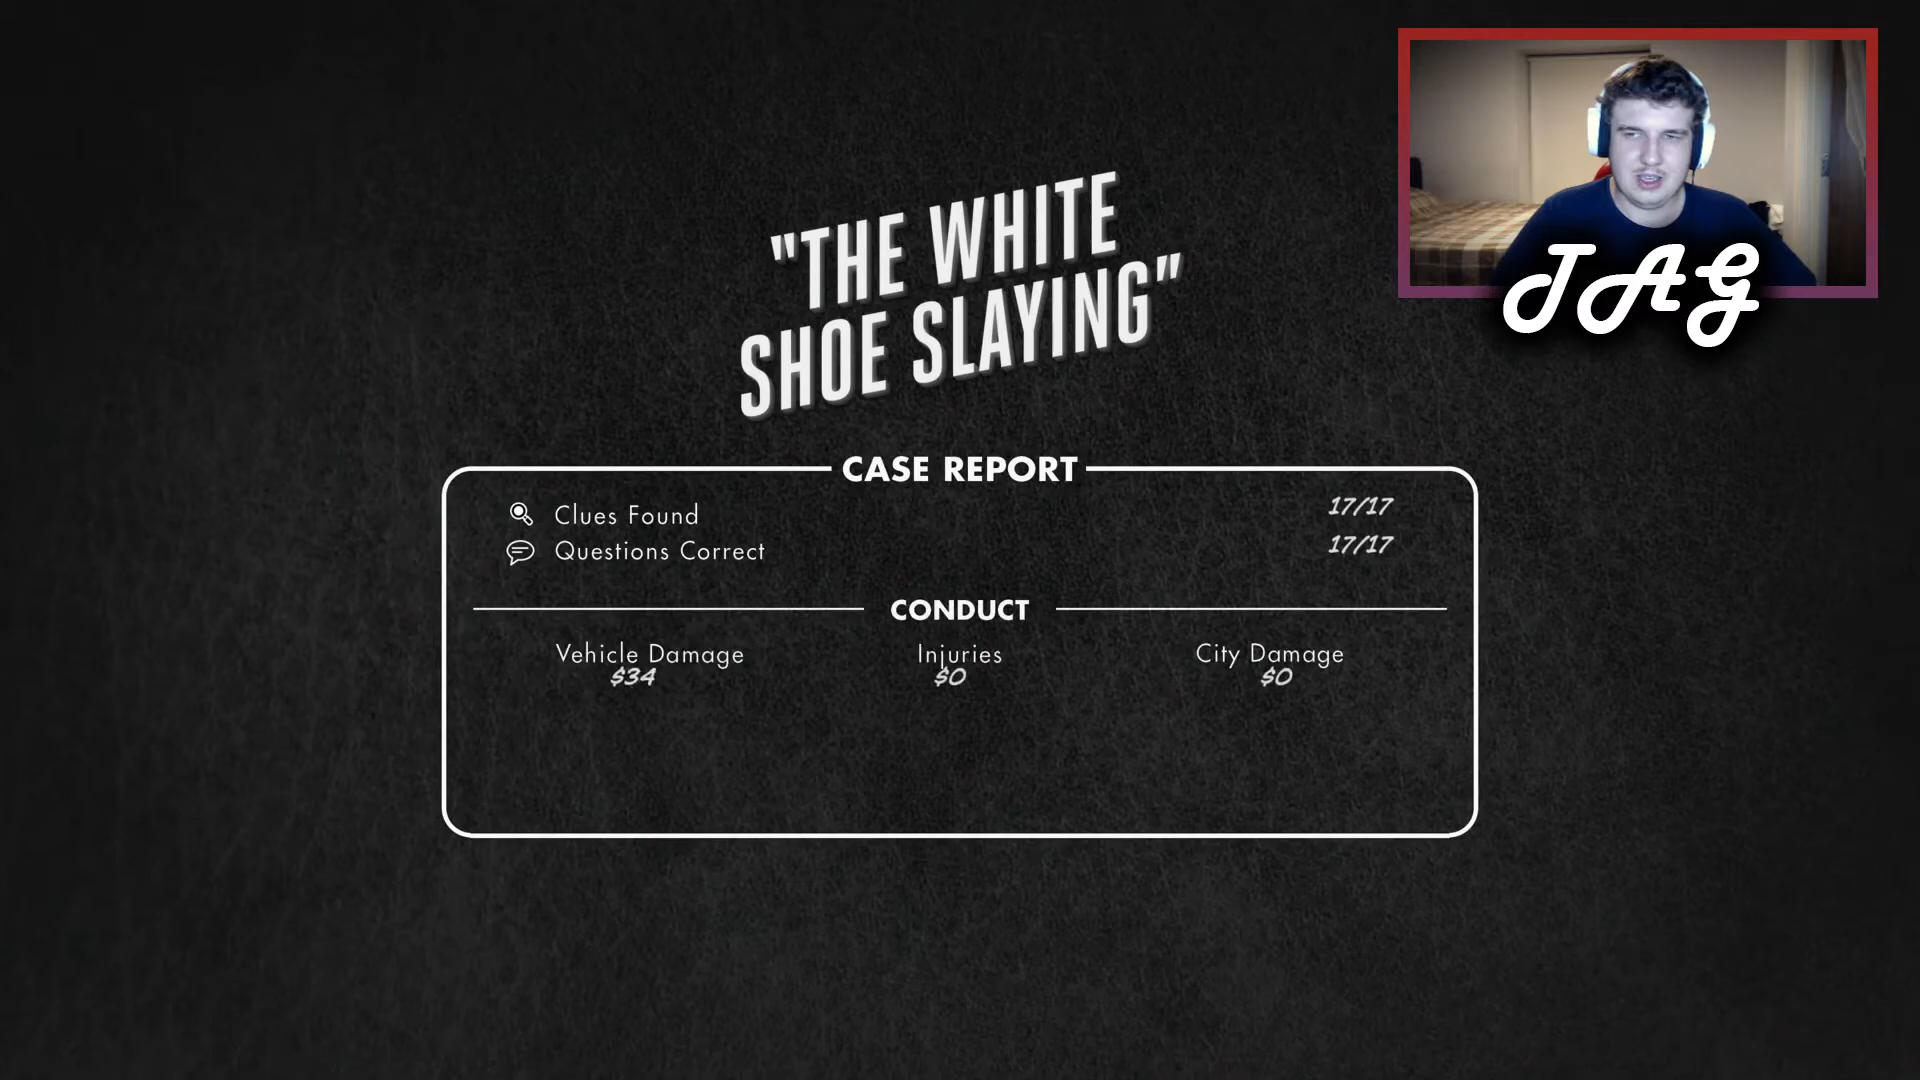 "THE WHITE
SHOE SLAYING"
TAG
CASE REPORT
Clues Found 17/17
Questions Correct 17/17
CONDUCT
Vehicle Damage Injuries City Damage
$34 $0 $0